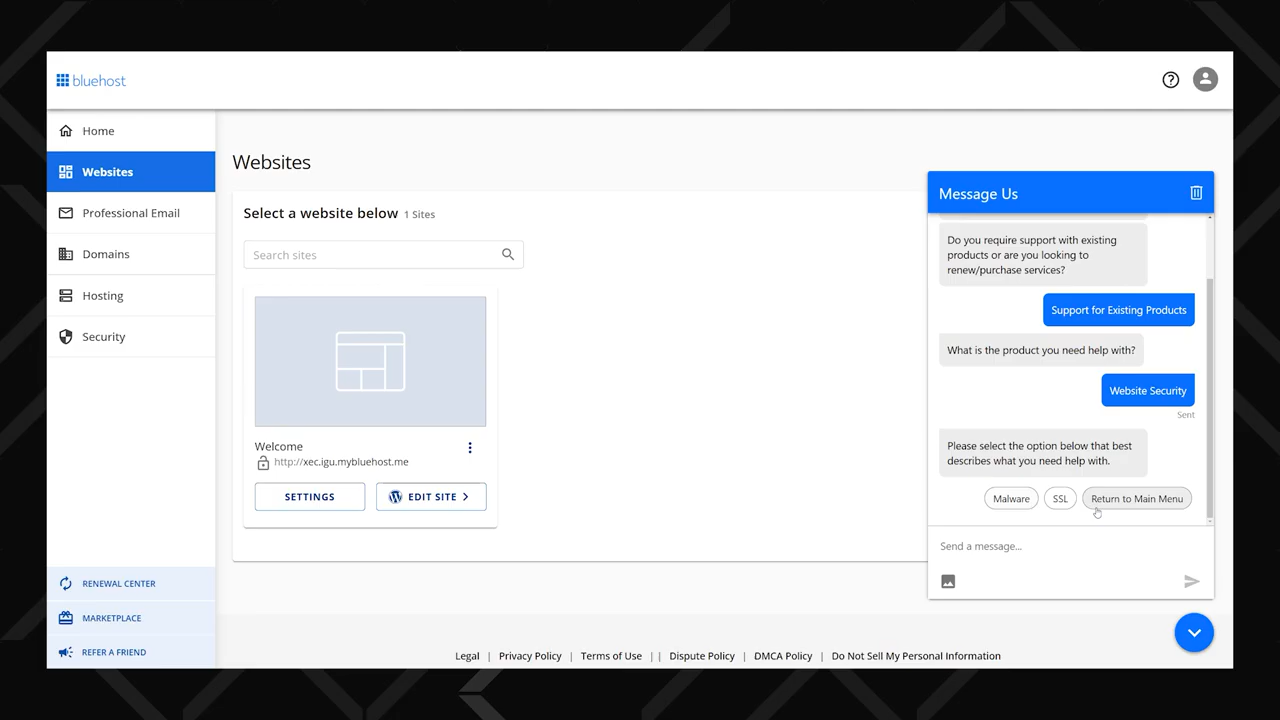 bluehost
Home
Websites
Professional Email
Domains
Hosting
Security
RENEWAL CENTER
MARKETPLACE
REFER A FRIEND
Websites
Select a website below 1 Sites
Search sites
Welcome
http://xec.igu.mybluehost.me
SETTINGS
EDIT SITE
Message Us
Do you require support with existing
products or are you looking to
renew/purchase services?
Support for Existing Products
What is the product you need help with?
Website Security
Sent
Please select the option below that best
describes what you need help with.
Malware SSL Return to Main Menu
Send a message...
Legal | Privacy Policy | Terms of Use | | Dispute Policy | DMCA Policy | Do Not Sell My Personal Information